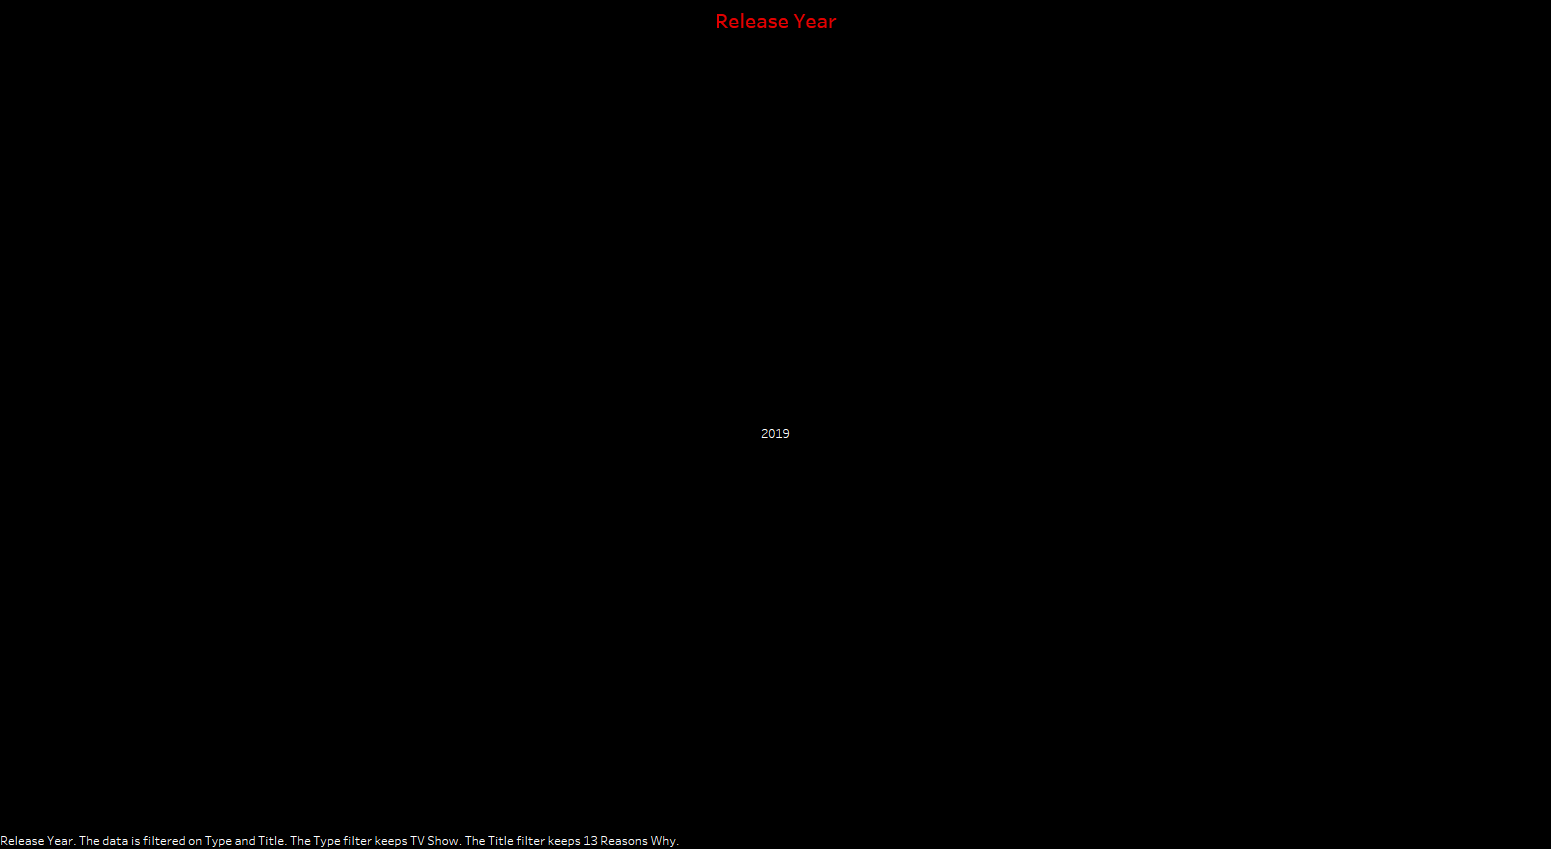 Release Year
2019
Release Year. The data is filtered on Type and Title. The Type filter keeps TV Show. The Title filter keeps 13 Reasons Why.